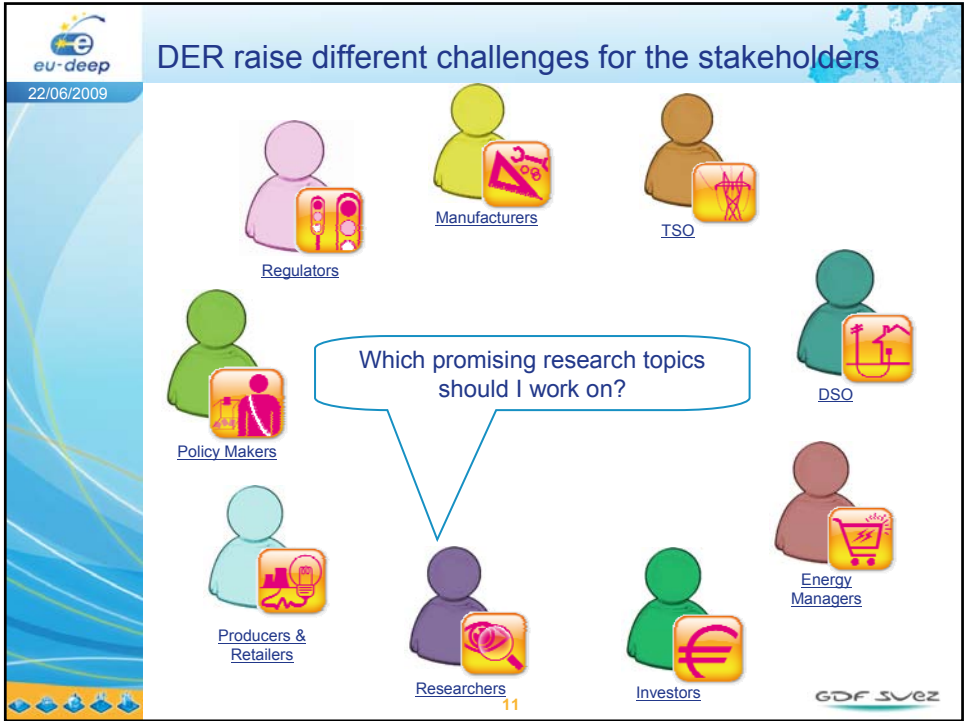 eu-deep
DER raise different challenges for the stakeholders
22/06/2009
Manufacturers
TSO
Regulators
Which promising research topics
should I work on?
DSO
Policy Makers
Energy
Managers
Producers &
Retailers
Researchers
Investors
11
GDF SUEZ